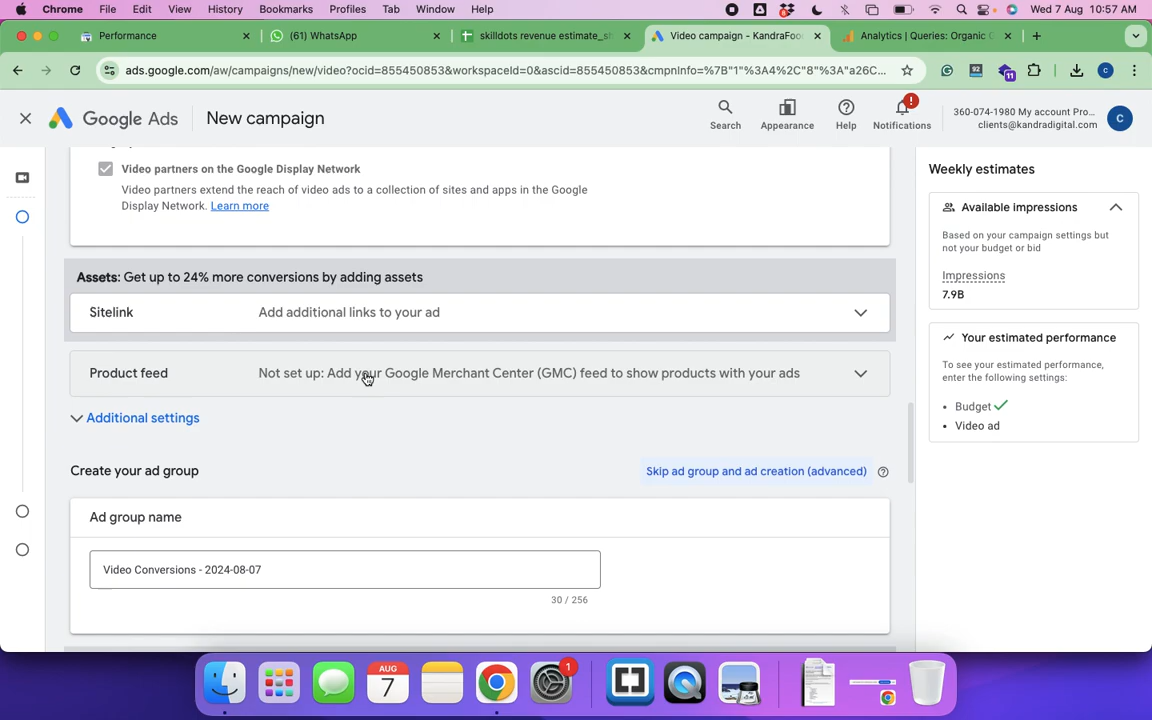 Chrome File Edit View History Bookmarks Profiles Tab Window Help Wed 7 Aug 10:57 AM
Performance (61) WhatsApp skilldots revenue estimate_sh Video campaign - KandraFoo Analytics | Queries: Organic G
ads.google.com/aw/campaigns/new/video?ocid=855450853&workspaceId=0&ascid=855450853&cmpnInfo=%7B"1"%3A4%2C"8"%3A"a26C...
92
11
Google Ads New campaign
Search Appearance Help Notifications
!
360-074-1980 My account Pro...
clients@kandradigital.com
C
Video partners on the Google Display Network
Video partners extend the reach of video ads to a collection of sites and apps in the Google
Display Network. Learn more
Assets: Get up to 24% more conversions by adding assets
Sitelink Add additional links to your ad
Product feed Not set up: Add your Google Merchant Center (GMC) feed to show products with your ads
Additional settings
Create your ad group Skip ad group and ad creation (advanced)
Ad group name
Video Conversions - 2024-08-07
30 / 256
Weekly estimates
Available impressions
Based on your campaign settings but
not your budget or bid
Impressions
7.9B
Your estimated performance
To see your estimated performance,
enter the following settings:
• Budget
• Video ad
AUG
7
1